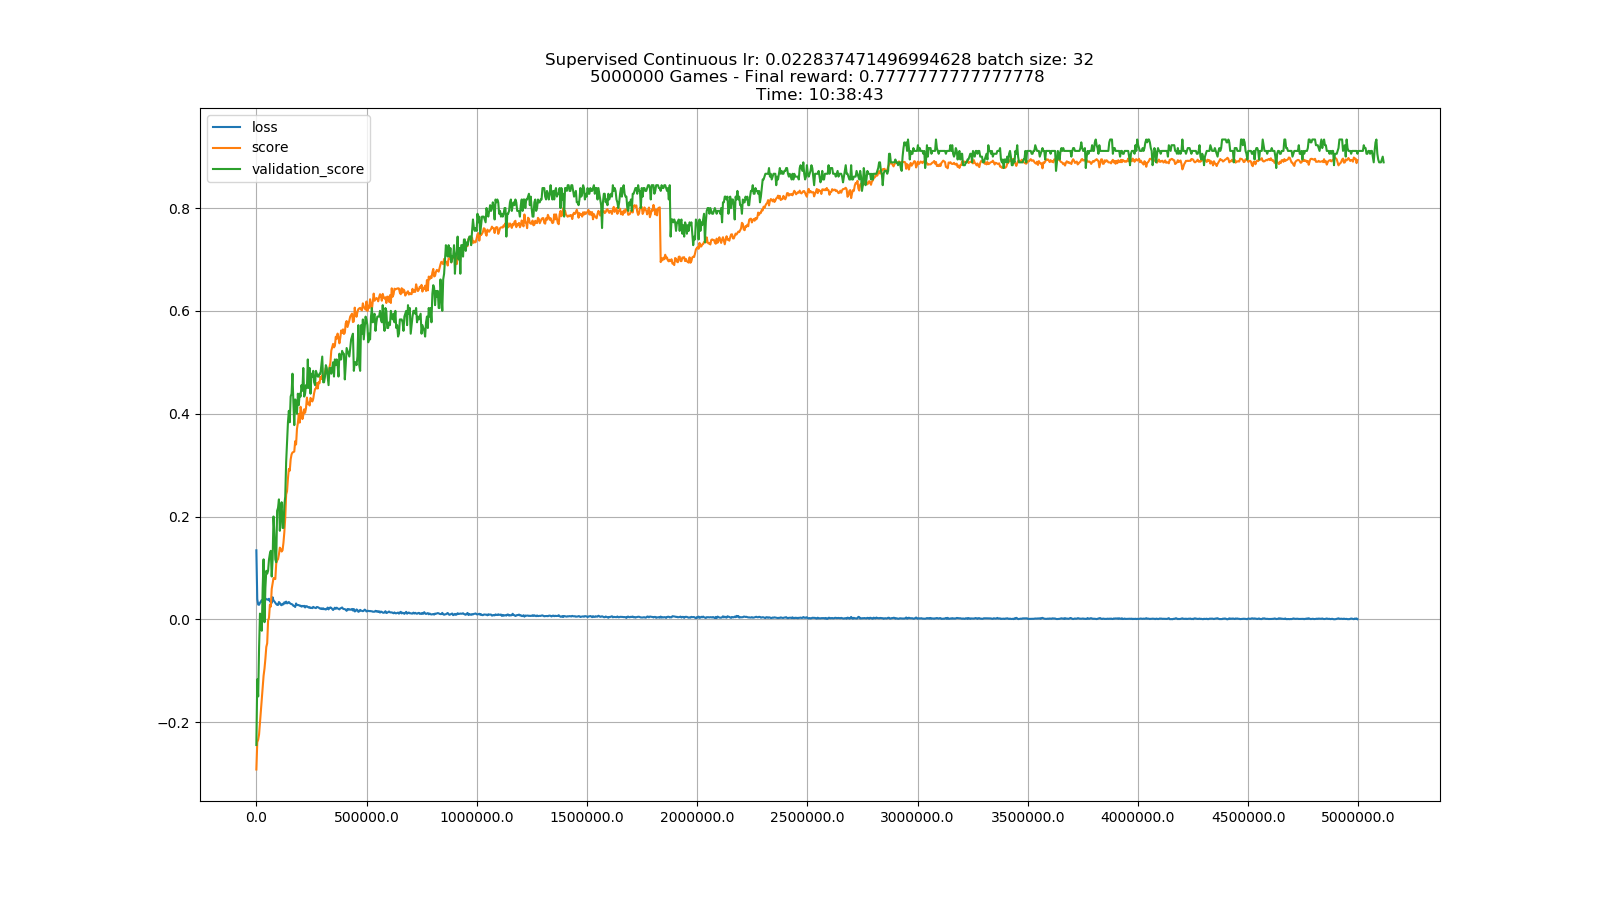 Supervised Continuous lr: 0.022837471496994628 batch size: 32
5000000 Games - Final reward: 0.7777777777777778
Time: 10:38:43
loss
score
validation_score
0.8
0.6
0.4
0.2
0.0
−0.2
0.0 500000.0 1000000.0 1500000.0 2000000.0 2500000.0 3000000.0 3500000.0 4000000.0 4500000.0 5000000.0